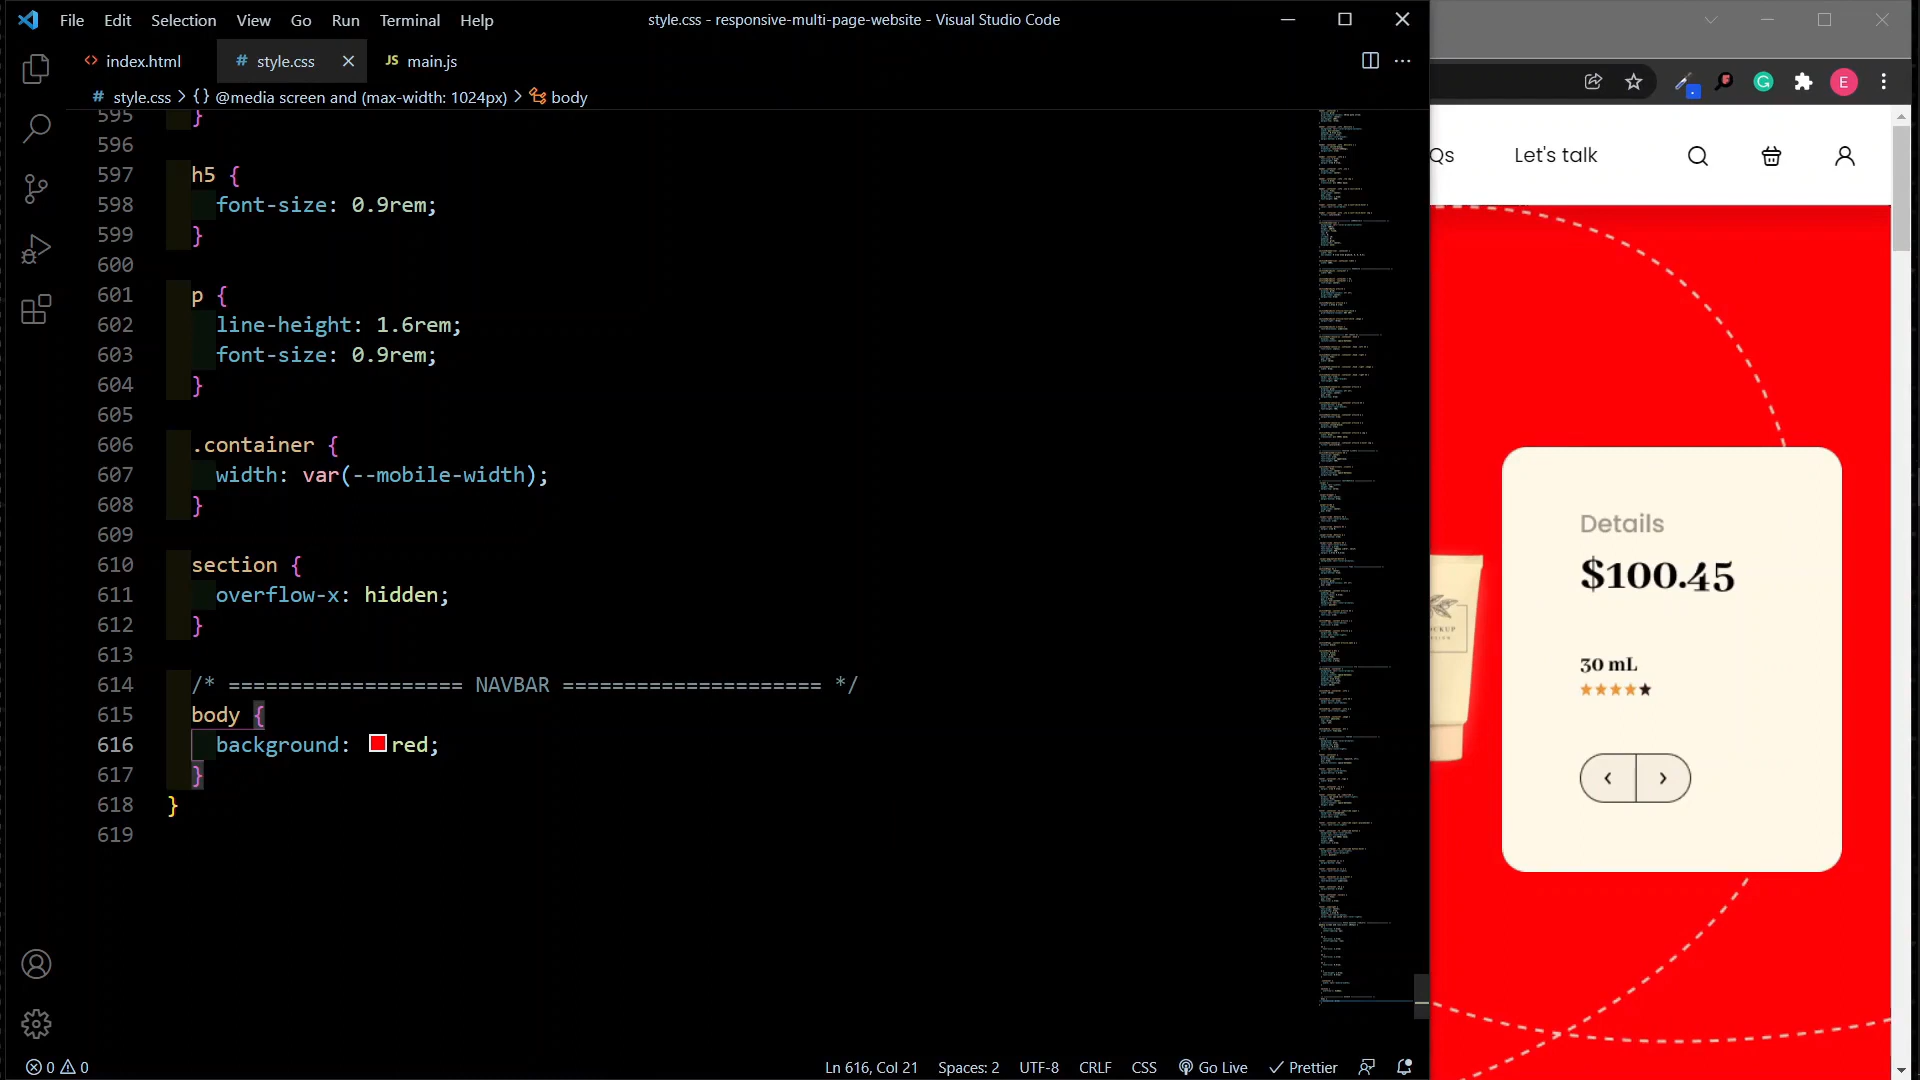 File Edit Selection View Go Run Terminal Help
style.css - responsive-multi-page-website - Visual Studio Code
<> index.html
# style.css
JS main.js
# style.css > {} @media screen and (max-width: 1024px) > body
595 }
596
597 h5 {
598 font-size: 0.9rem;
599 }
600
601 p {
602 line-height: 1.6rem;
603 font-size: 0.9rem;
604 }
605
606 .container {
607 width: var(--mobile-width);
608 }
609
610 section {
611 overflow-x: hidden;
612 }
613
614 /* =================== NAVBAR ===================== */
615 body {
616 background: red;
617 }
618 }
619
0 0
Ln 616, Col 21 Spaces: 2 UTF-8 CRLF CSS Go Live Prettier
E
Qs Let's talk
Details
$100.45
30 mL